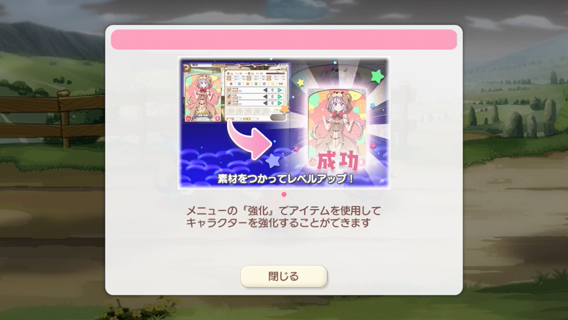 成功
素材をつかってレベルアップ！
メニューの「強化」でアイテムを使用して
キャラクターを強化することができます
閉じる